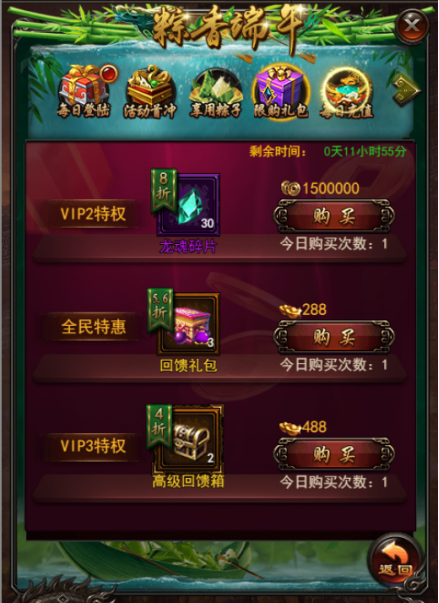 粽香端午
每日登陆 活动首冲 享用粽子 限购礼包 每日充值
剩余时间： 0天11小时55分
8折
1500000
VIP2特权
30
购买
龙魂碎片
今日购买次数：1
5.6折
288
全民特惠
3
购买
回馈礼包
今日购买次数：1
4折
488
VIP3特权
2
购买
高级回馈箱
今日购买次数：1
返回